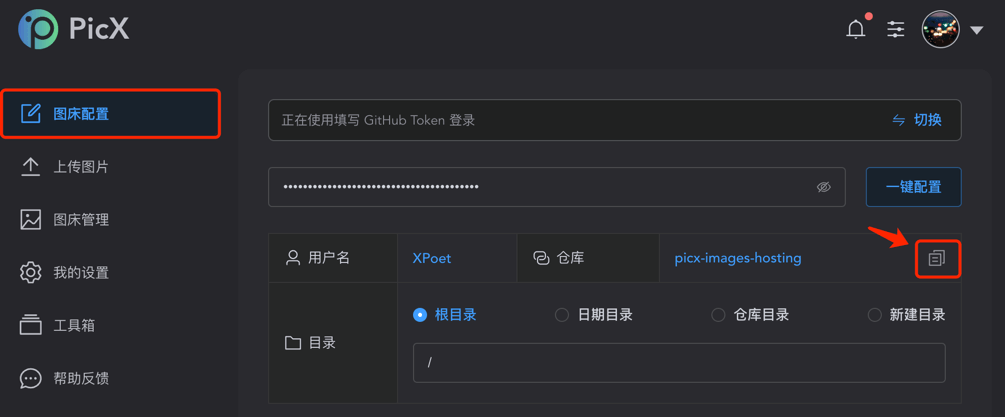 PicX
图床配置
上传图片
图床管理
我的设置
工具箱
帮助反馈
正在使用填写 GitHub Token 登录
切换
••••••••••••••••••••••••••••••••••••••••
一键配置
用户名
XPoet
仓库
picx-images-hosting
目录
根目录
日期目录
仓库目录
新建目录
/